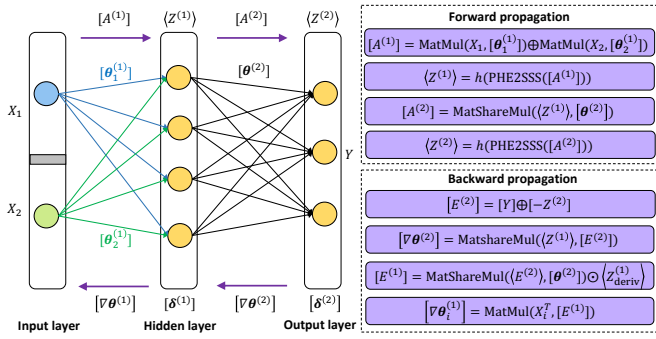 [A^(1)] ⟨Z^(1)⟩ [A^(2)] ⟨Z^(2)⟩
[θ_1^(1)] [θ^(2)]
X_1
Y
X_2
[θ_2^(1)]
[∇θ^(1)] [δ^(1)] [∇θ^(2)] [δ^(2)]
Input layer Hidden layer Output layer
Forward propagation
[A^(1)] = MatMul(X_1, [θ_1^(1)])⊕MatMul(X_2, [θ_2^(1)])
⟨Z^(1)⟩ = h(PHE2SSS([A^(1)]))
[A^(2)] = MatShareMul(⟨Z^(1)⟩, [θ^(2)])
⟨Z^(2)⟩ = h(PHE2SSS([A^(2)]))
Backward propagation
[E^(2)] = [Y]⊕[−Z^(2)]
[∇θ^(2)] = MatshareMul(⟨Z^(1)⟩, [E^(2)])
[E^(1)] = MatShareMul(⟨E^(2)⟩, [θ^(2)])⊙⟨Z_deriv^(1)⟩
[∇θ_i^(1)] = MatMul(X_i^T, [E^(1)])